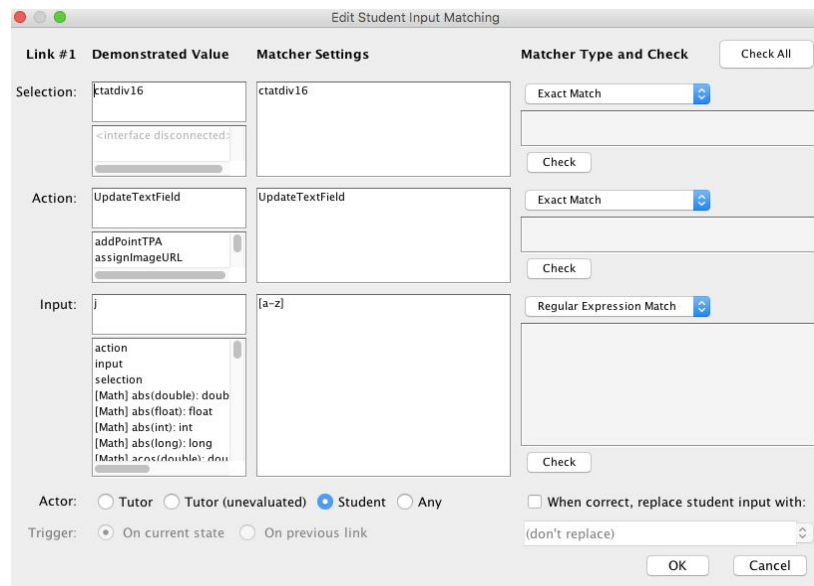 Edit Student Input Matching
Link #1 Demonstrated Value Matcher Settings Matcher Type and Check Check All
Selection: ctatdiv16 ctatdiv16 Exact Match
<interface disconnected>
Check
Action: UpdateTextField UpdateTextField Exact Match
addPointTPA
assignImageURL
Check
Input: j [a-z] Regular Expression Match
action
input
selection
[Math] abs(double): doub
[Math] abs(float): float
[Math] abs(int): int
[Math] abs(long): long
[Math] acos(double): dou
Check
Actor: Tutor Tutor (unevaluated) Student Any When correct, replace student input with:
Trigger: On current state On previous link (don't replace)
OK Cancel